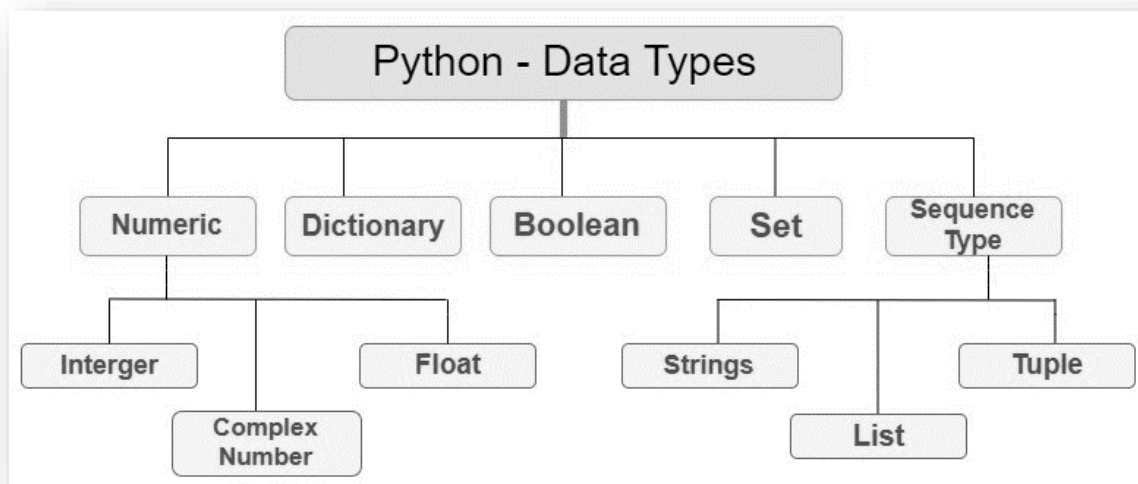 Python - Data Types
Numeric
Dictionary
Boolean
Set
Sequence
Type
Interger
Float
Strings
Tuple
Complex
Number
List